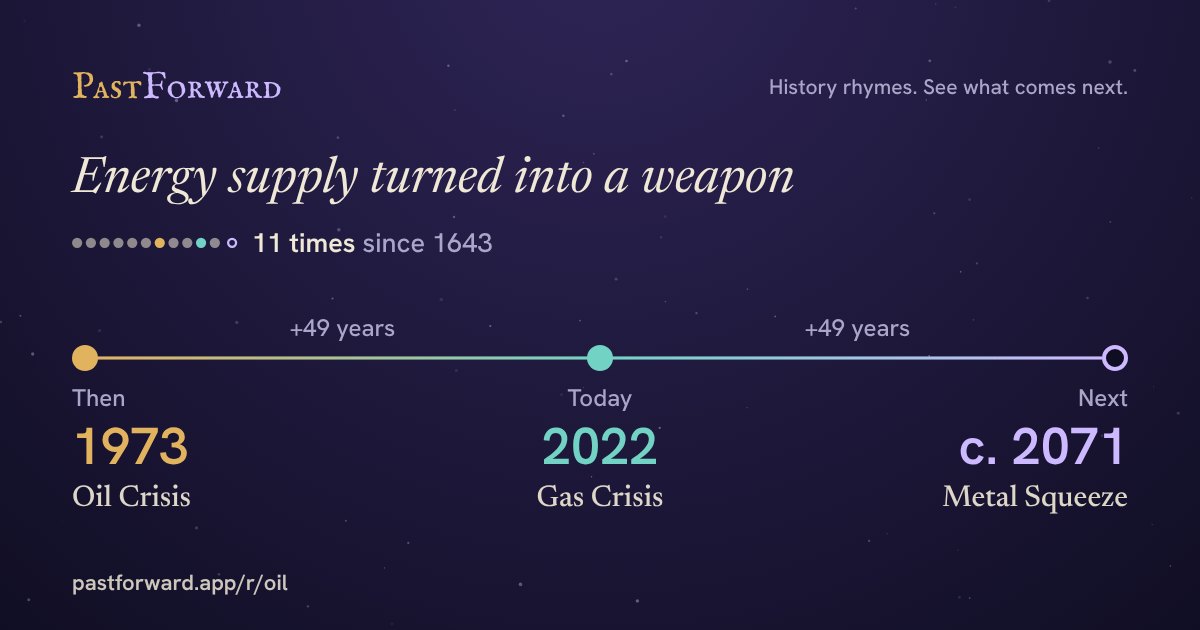 PastForward
History rhymes. See what comes next.
Energy supply turned into a weapon
11 times since 1643
+49 years
+49 years
Then
Today
Next
1973
2022
c. 2071
Oil Crisis
Gas Crisis
Metal Squeeze
pastforward.app/r/oil